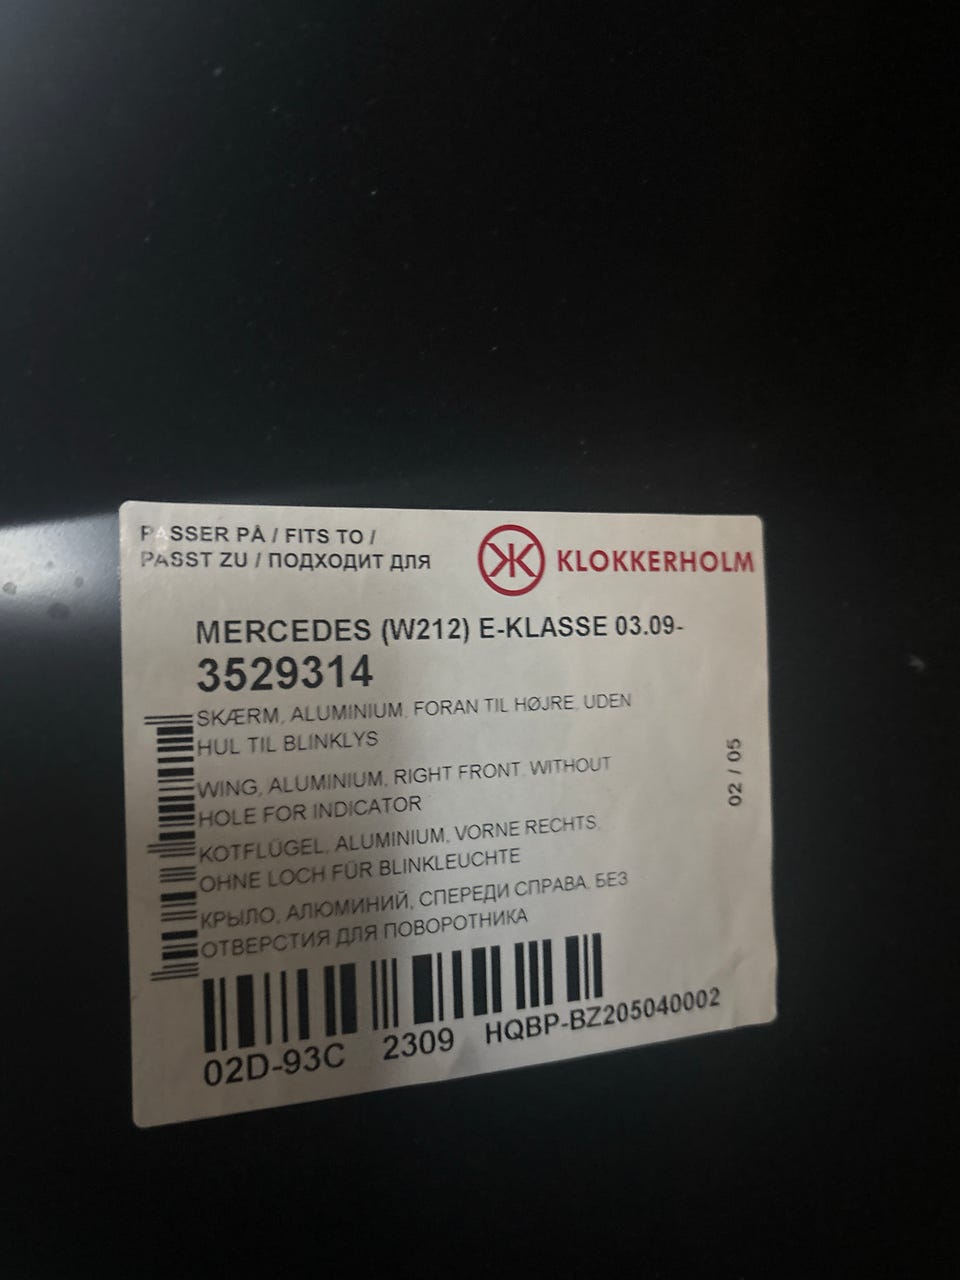 PASSER PÅ / FITS TO /
PASST ZU / ПОДХОДИТ ДЛЯ
KLOKKERHOLM
MERCEDES (W212) E-KLASSE 03.09-
3529314
SKÆRM, ALUMINIUM, FORAN TIL HØJRE, UDEN
HUL TIL BLINKLYS
WING, ALUMINIUM, RIGHT FRONT, WITHOUT
HOLE FOR INDICATOR
KOTFLÜGEL, ALUMINIUM, VORNE RECHTS,
OHNE LOCH FÜR BLINKLEUCHTE
КРЫЛО, АЛЮМИНИЙ, СПЕРЕДИ СПРАВА, БЕЗ
ОТВЕРСТИЯ ДЛЯ ПОВОРОТНИКА
02 / 05
02D-93C 2309 HQBP-BZ205040002